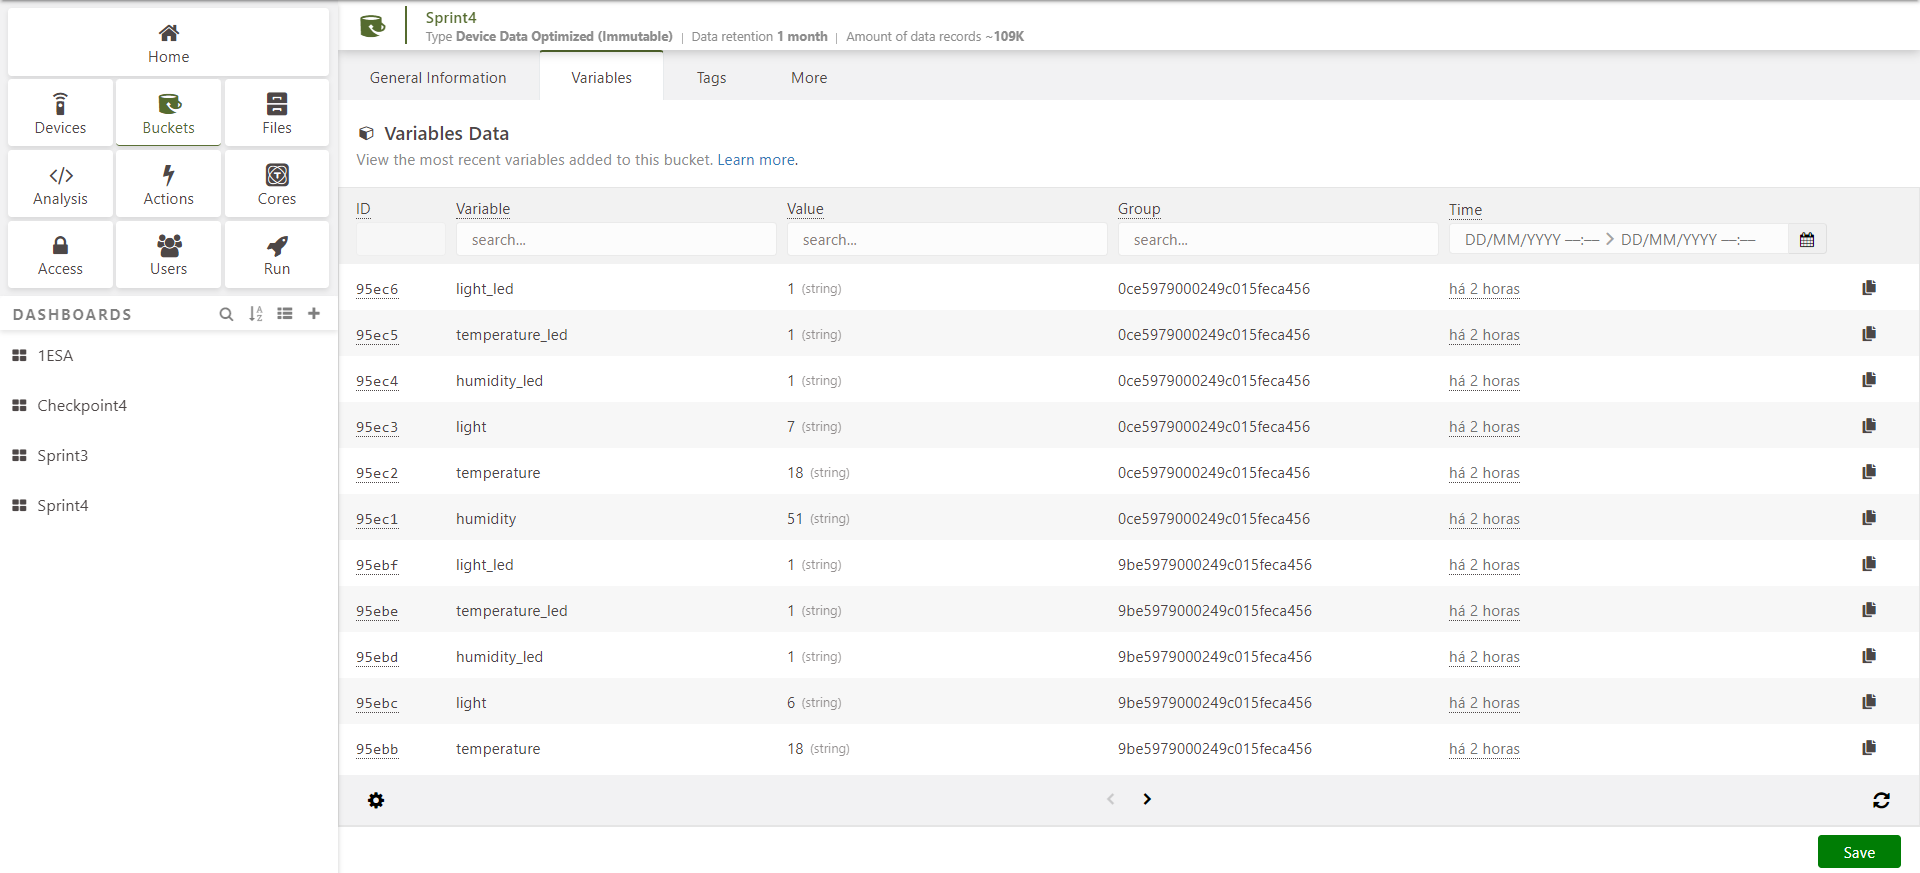 Home
Devices
Buckets
Files
Analysis
Actions
Cores
Access
Users
Run
DASHBOARDS
1ESA
Checkpoint4
Sprint3
Sprint4
Sprint4
Type Device Data Optimized (Immutable) | Data retention 1 month | Amount of data records ~109K
General Information Variables Tags More
Variables Data
View the most recent variables added to this bucket. Learn more.
ID Variable Value Group Time
search... search... search... DD/MM/YYYY --:-- > DD/MM/YYYY --:--
95ec6 light_led 1 (string) 0ce5979000249c015feca456 há 2 horas
95ec5 temperature_led 1 (string) 0ce5979000249c015feca456 há 2 horas
95ec4 humidity_led 1 (string) 0ce5979000249c015feca456 há 2 horas
95ec3 light 7 (string) 0ce5979000249c015feca456 há 2 horas
95ec2 temperature 18 (string) 0ce5979000249c015feca456 há 2 horas
95ec1 humidity 51 (string) 0ce5979000249c015feca456 há 2 horas
95ebf light_led 1 (string) 9be5979000249c015feca456 há 2 horas
95ebe temperature_led 1 (string) 9be5979000249c015feca456 há 2 horas
95ebd humidity_led 1 (string) 9be5979000249c015feca456 há 2 horas
95ebc light 6 (string) 9be5979000249c015feca456 há 2 horas
95ebb temperature 18 (string) 9be5979000249c015feca456 há 2 horas
Save